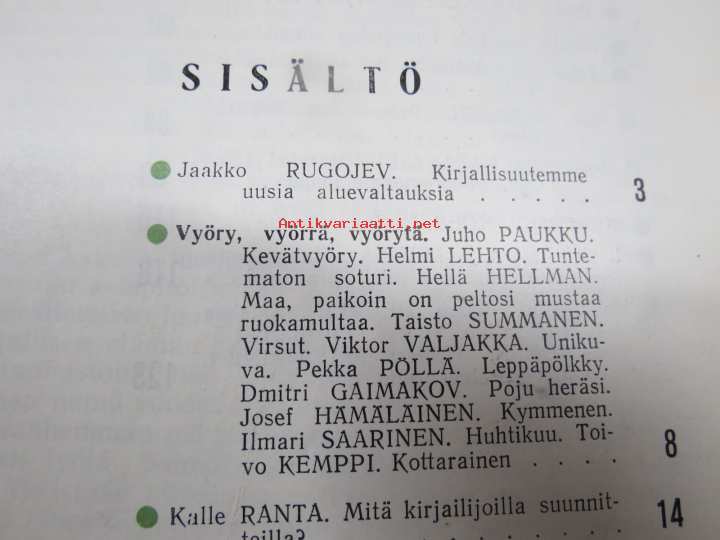 SISÄLTÖ
Jaakko RUGOJEV. Kirjallisuutemme
uusia aluevaltauksia . . . . . 3
Antikvariaatti.net
Vyöry, vyörrä, vyörytä. Juho PAUKKU.
Kevätvyöry. Helmi LEHTO. Tunte-
maton soturi. Hellä HELLMAN.
Maa, paikoin on peltosi mustaa
ruokamultaa. Taisto SUMMANEN.
Virsut. Viktor VALJAKKA. Uniku-
va. Pekka PÖLLÄ. Leppäpölkky.
Dmitri GAIMAKOV. Poju heräsi.
Josef HÄMÄLÄINEN. Kymmenen.
Ilmari SAARINEN. Huhtikuu. Toi-
vo KEMPPI. Kottarainen . . . . 8
Kalle RANTA. Mitä kirjailijoilla suunnit-
teilla? . . . . . . 14